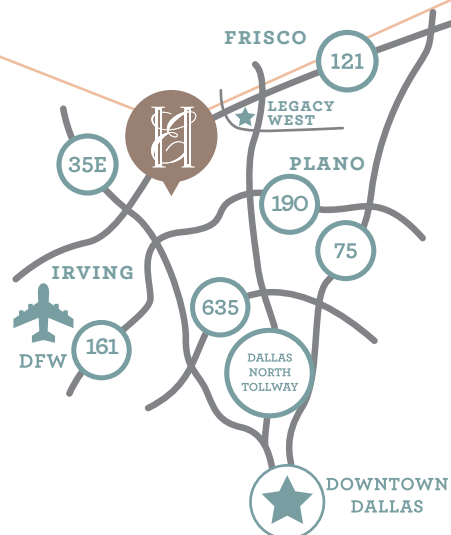 FRISCO
121
LEGACY
WEST
H
35E
PLANO
190
75
IRVING
635
DFW
161
DALLAS
NORTH
TOLLWAY
DOWNTOWN
DALLAS